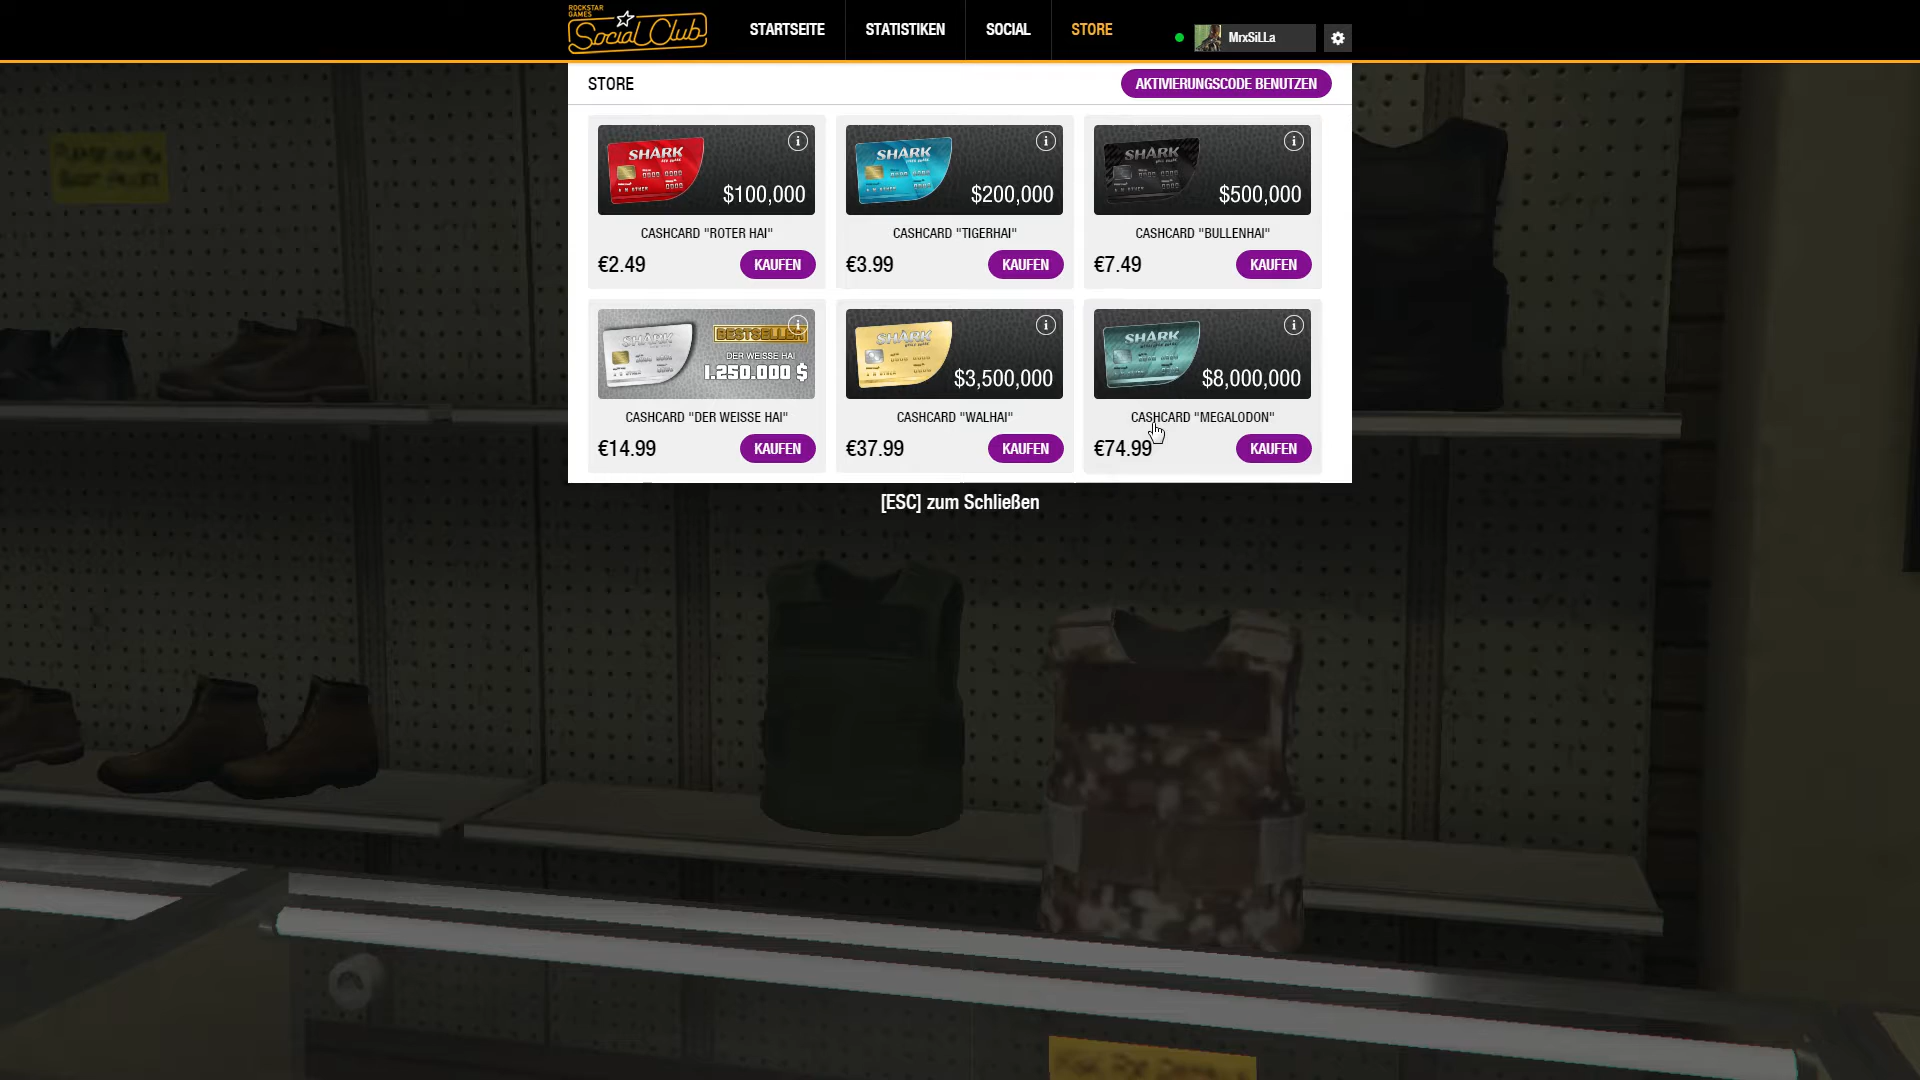 ROCKSTAR
GAMES
Social Club
STARTSEITE
STATISTIKEN
SOCIAL
STORE
MrxSiLLa
STORE
AKTIVIERUNGSCODE BENUTZEN
SHARK
$100,000
SHARK
$200,000
SHARK
$500,000
CASHCARD "ROTER HAI"
CASHCARD "TIGERHAI"
CASHCARD "BULLENHAI"
€2.49
KAUFEN
€3.99
KAUFEN
€7.49
KAUFEN
SHARK
BESTSELLER
DER WEISSE HAI
1.250.000 $
SHARK
$3,500,000
SHARK
$8,000,000
CASHCARD "DER WEISSE HAI"
CASHCARD "WALHAI"
CASHCARD "MEGALODON"
€14.99
KAUFEN
€37.99
KAUFEN
€74.99
KAUFEN
[ESC] zum Schließen